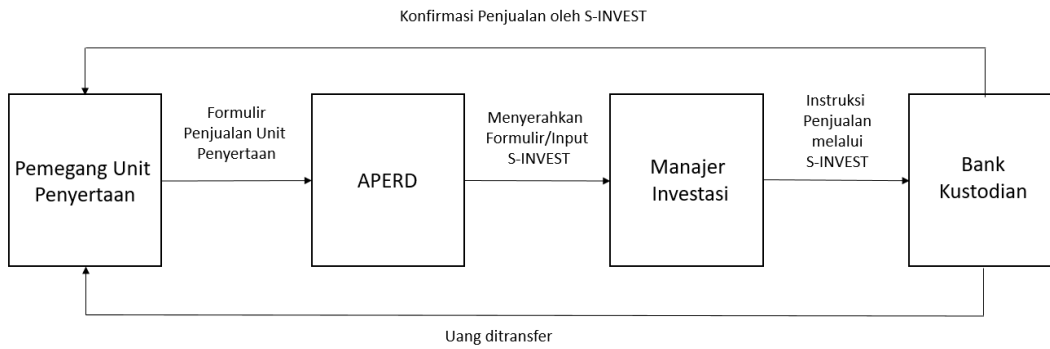 Konfirmasi Penjualan oleh S-INVEST
Pemegang Unit
Penyertaan
Formulir
Penjualan Unit
Penyertaan
APERD
Menyerahkan
Formulir/Input
S-INVEST
Manajer
Investasi
Instruksi
Penjualan
melalui
S-INVEST
Bank
Kustodian
Uang ditransfer